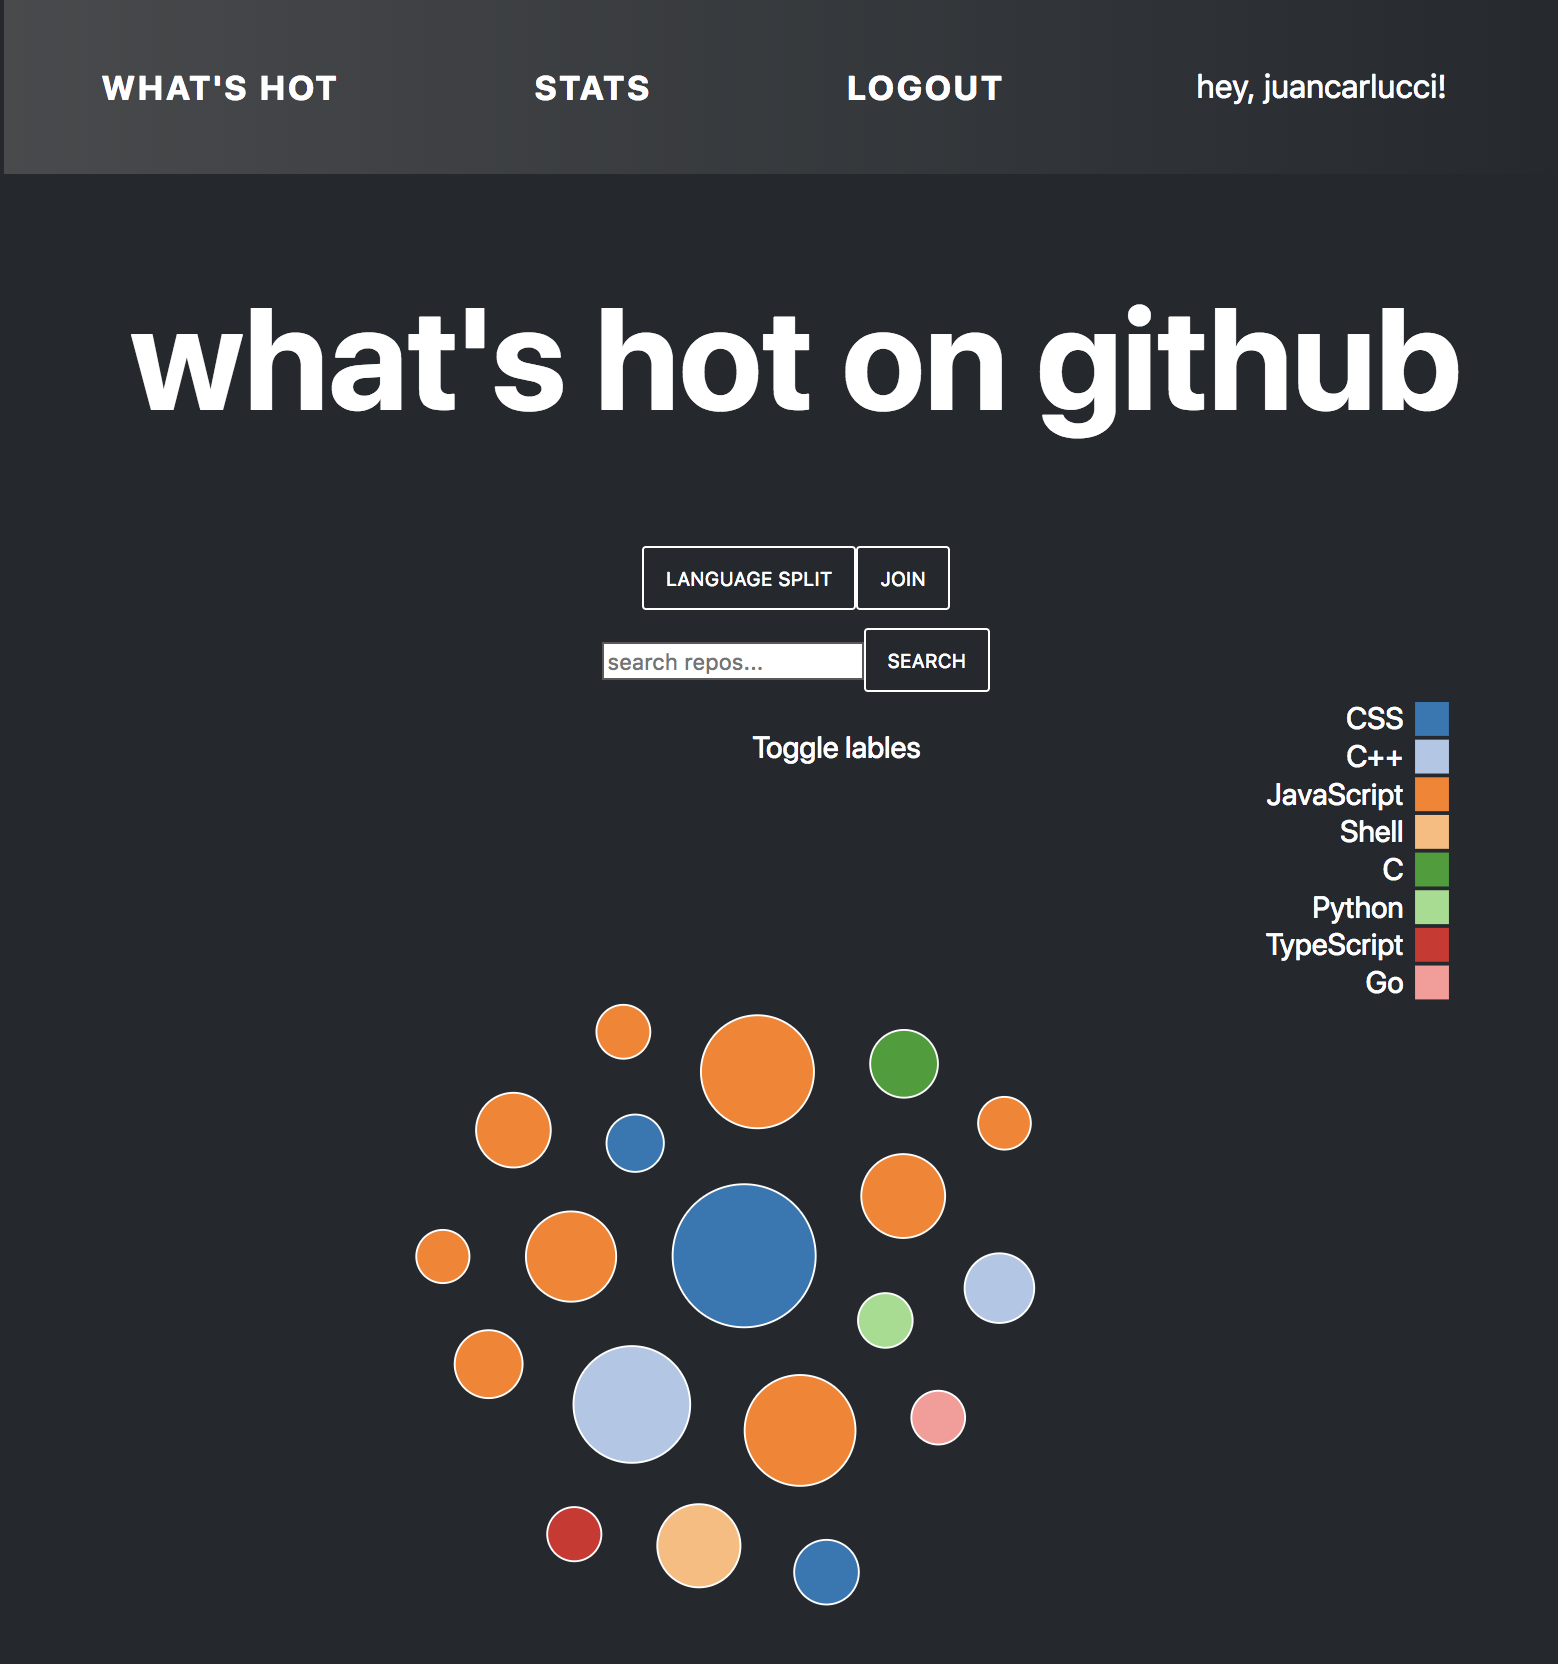 WHAT'S HOT STATS LOGOUT hey, juancarlucci!
what's hot on github
LANGUAGE SPLIT JOIN
search repos... SEARCH
Toggle lables
CSS
C++
JavaScript
Shell
C
Python
TypeScript
Go